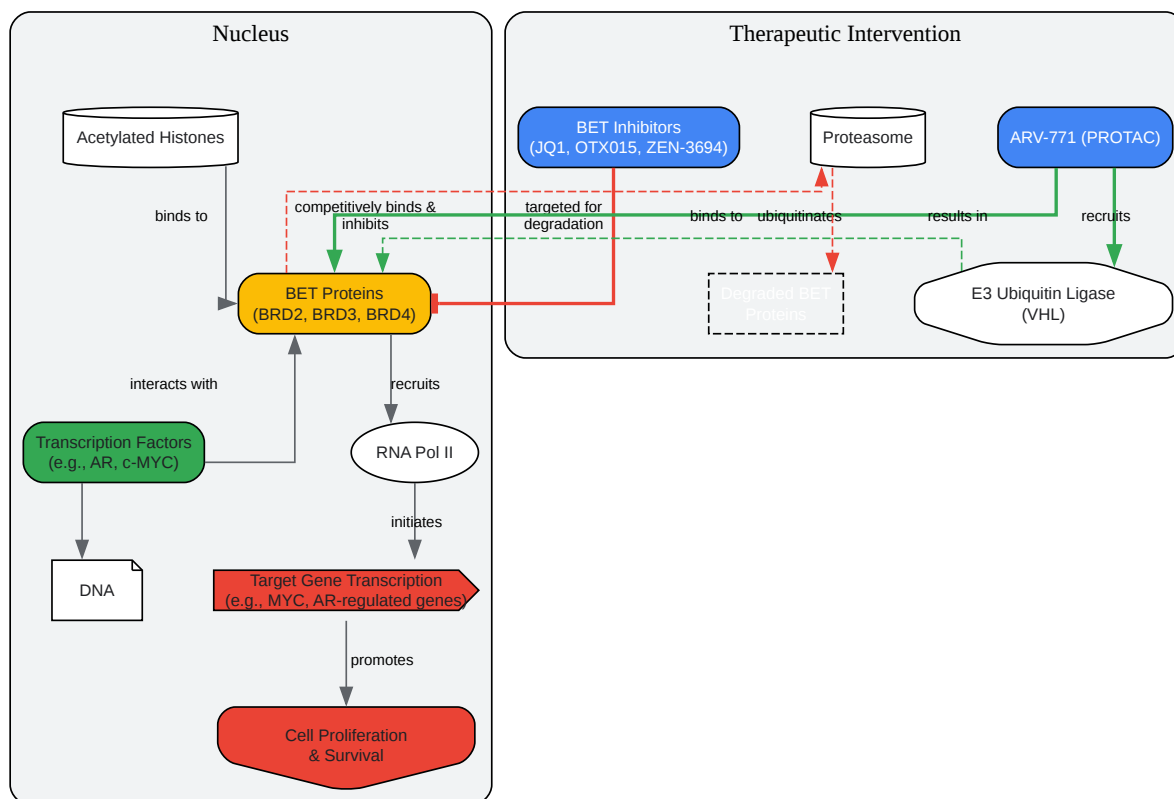 Nucleus
Therapeutic Intervention
Acetylated Histones
BET Inhibitors
(JQ1, OTX015, ZEN-3694)
Proteasome
ARV-771 (PROTAC)
binds to
competitively binds &
inhibits
targeted for
degradation
binds to
ubiquitinates
results in
recruits
BET Proteins
(BRD2, BRD3, BRD4)
Degraded BET
Proteins
E3 Ubiquitin Ligase
(VHL)
interacts with
recruits
Transcription Factors
(e.g., AR, c-MYC)
RNA Pol II
initiates
DNA
Target Gene Transcription
(e.g., MYC, AR-regulated genes)
promotes
Cell Proliferation
& Survival